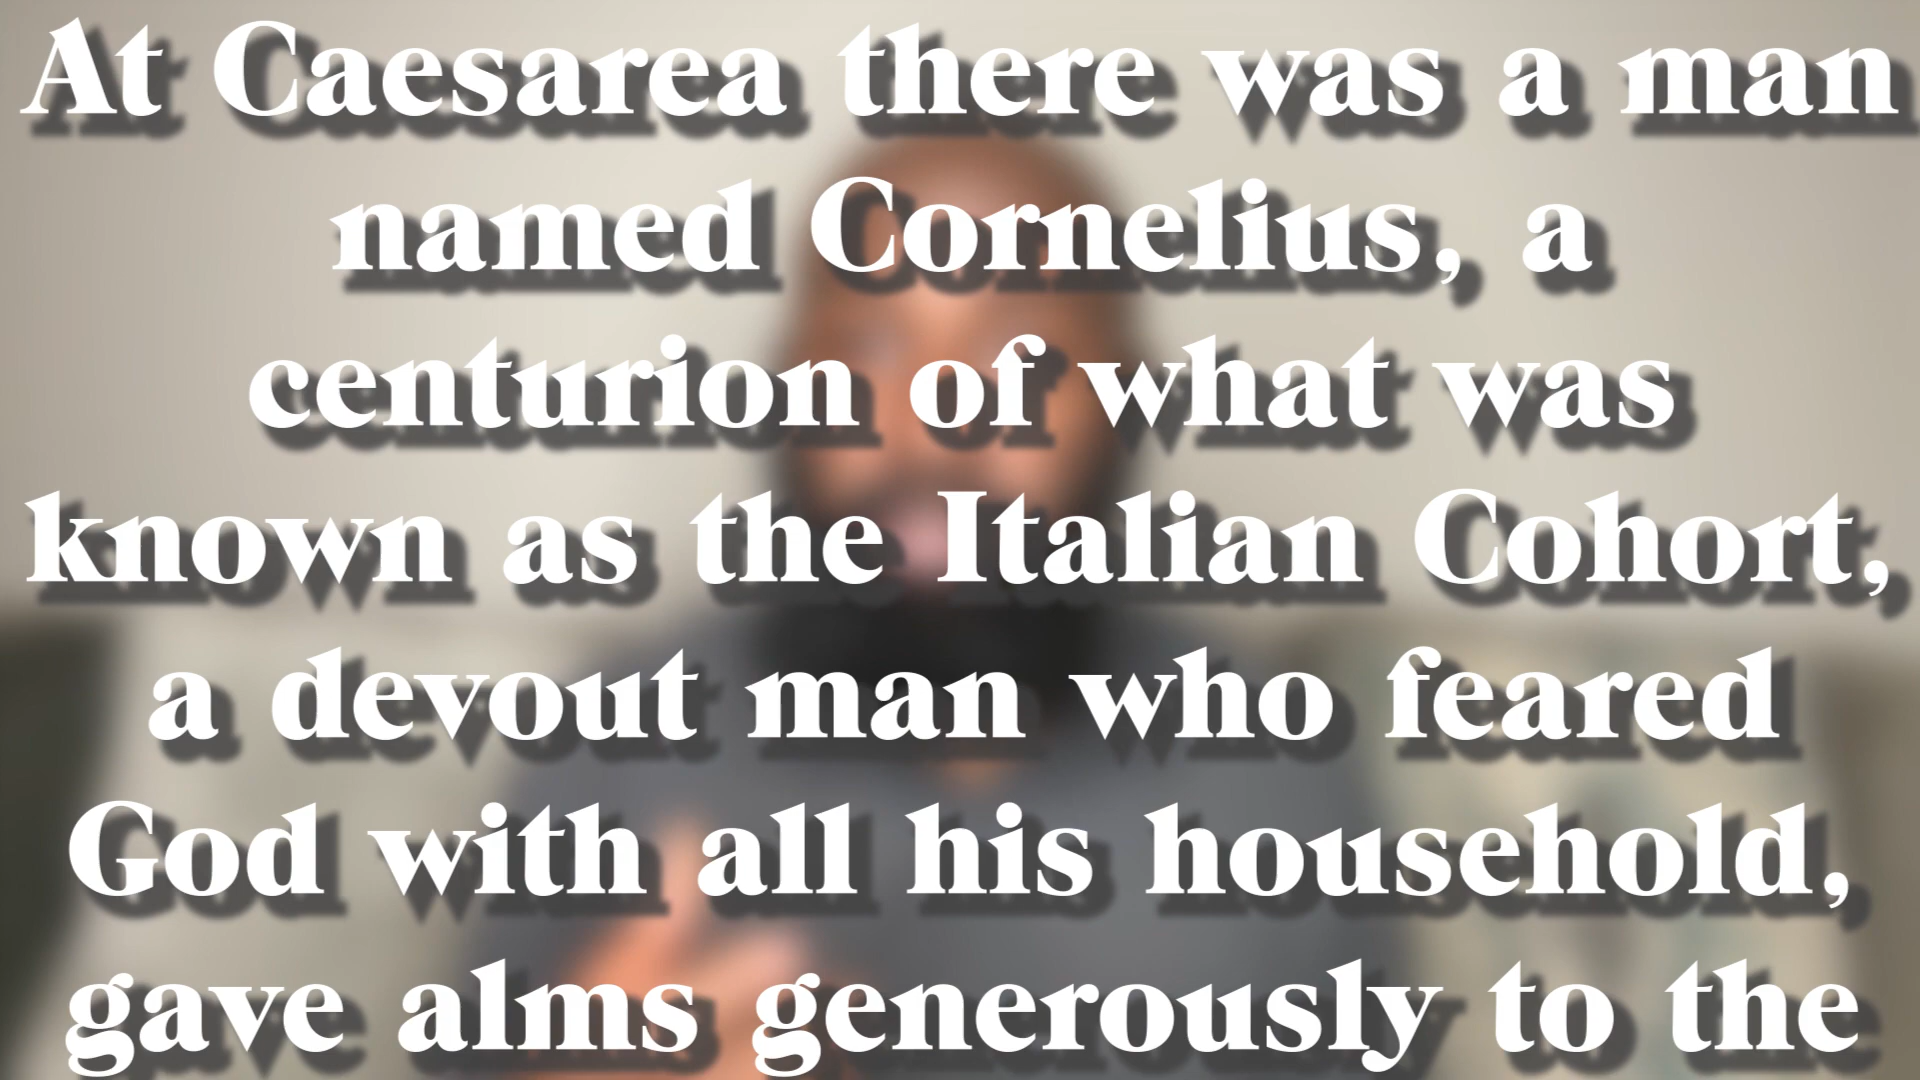 At Caesarea there was a man
named Cornelius, a
centurion of what was
known as the Italian Cohort,
a devout man who feared
God with all his household,
gave alms generously to the